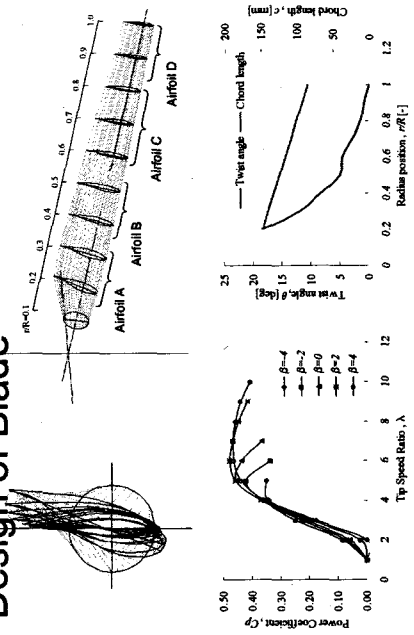 Design of Blade
r/R=0.1
0.2
0.3
0.4
0.5
0.6
0.7
0.8
0.9
1.0
Airfoil A
Airfoil B
Airfoil C
Airfoil D
Power Coefficient , Cp
0.50
0.40
0.30
0.20
0.10
0.00
β=-4
β=-2
β=0
β=2
β=4
0 2 4 6 8 10 12
Tip Speed Ratio , λ
Twist angle, θ [deg]
25
20
15
10
5
0
Twist angle Chord length
Chord length , c [mm]
200
150
100
50
0
0 0.2 0.4 0.6 0.8 1 1.2
Radius position , r/R [-]